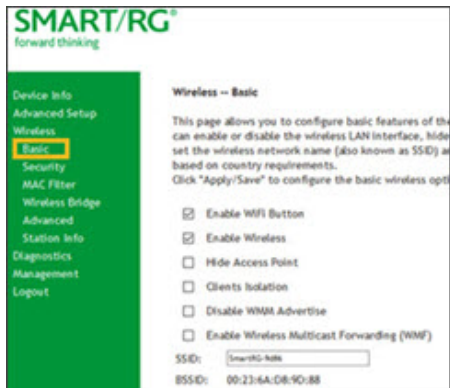 SMART/RG®
forward thinking
Device Info
Advanced Setup
Wireless
Basic
Security
MAC Filter
Wireless Bridge
Advanced
Station Info
Diagnostics
Management
Logout
Wireless -- Basic
This page allows you to configure basic features of the
can enable or disable the wireless LAN interface, hide
set the wireless network name (also known as SSID) a
based on country requirements.
Click "Apply/Save" to configure the basic wireless opti
Enable WiFi Button
Enable Wireless
Hide Access Point
Clients Isolation
Disable WMM Advertise
Enable Wireless Multicast Forwarding (WMF)
SSID:
BSSID: 00:23:6A:D8:9D:88